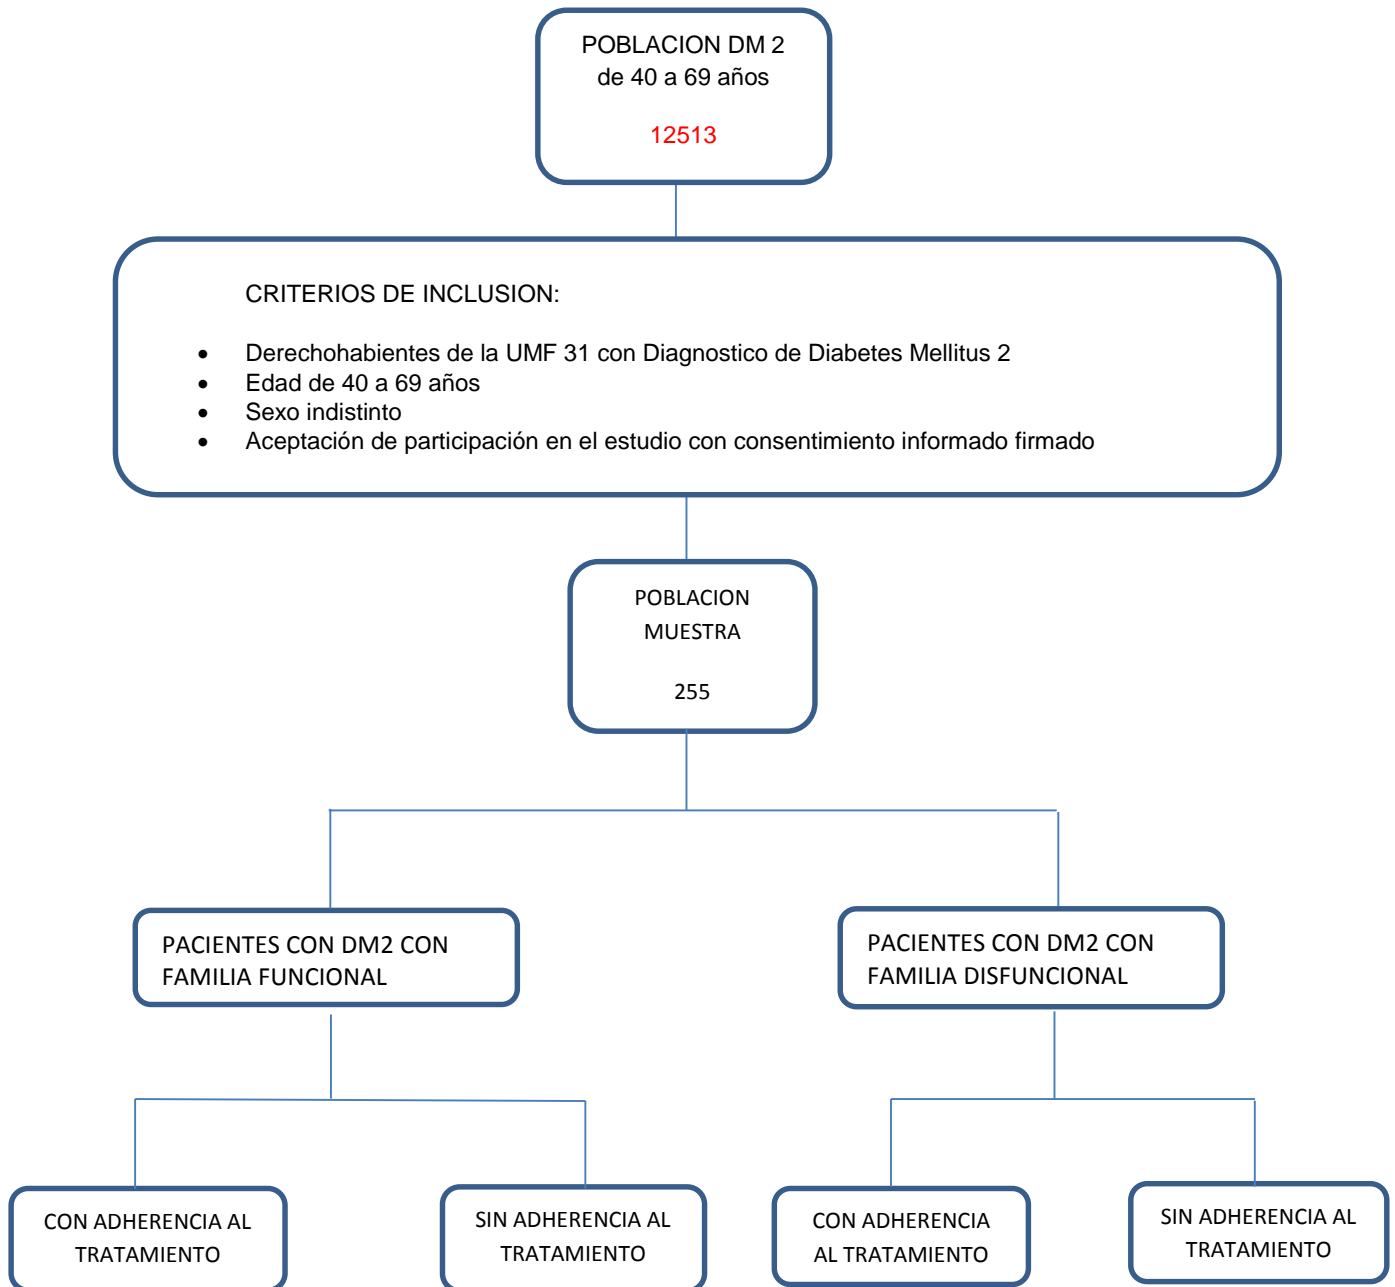 POBLACION DM 2
de 40 a 69 años
12513
CRITERIOS DE INCLUSION:
• Derechohabientes de la UMF 31 con Diagnostico de Diabetes Mellitus 2
• Edad de 40 a 69 años
• Sexo indistinto
• Aceptación de participación en el estudio con consentimiento informado firmado
POBLACION
MUESTRA
255
PACIENTES CON DM2 CON
FAMILIA FUNCIONAL
PACIENTES CON DM2 CON
FAMILIA DISFUNCIONAL
CON ADHERENCIA AL
TRATAMIENTO
SIN ADHERENCIA AL
TRATAMIENTO
CON ADHERENCIA
AL TRATAMIENTO
SIN ADHERENCIA AL
TRATAMIENTO